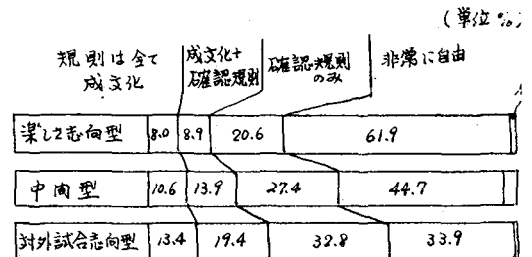 (単位%)
規則は全て
成文化
成文化+
確認規則
確認規則
のみ
非常に自由
楽しさ志向型 8.0 8.9 20.6 61.9
中間型 10.6 13.9 27.4 44.7
対外試合志向型 13.4 19.4 32.8 33.9